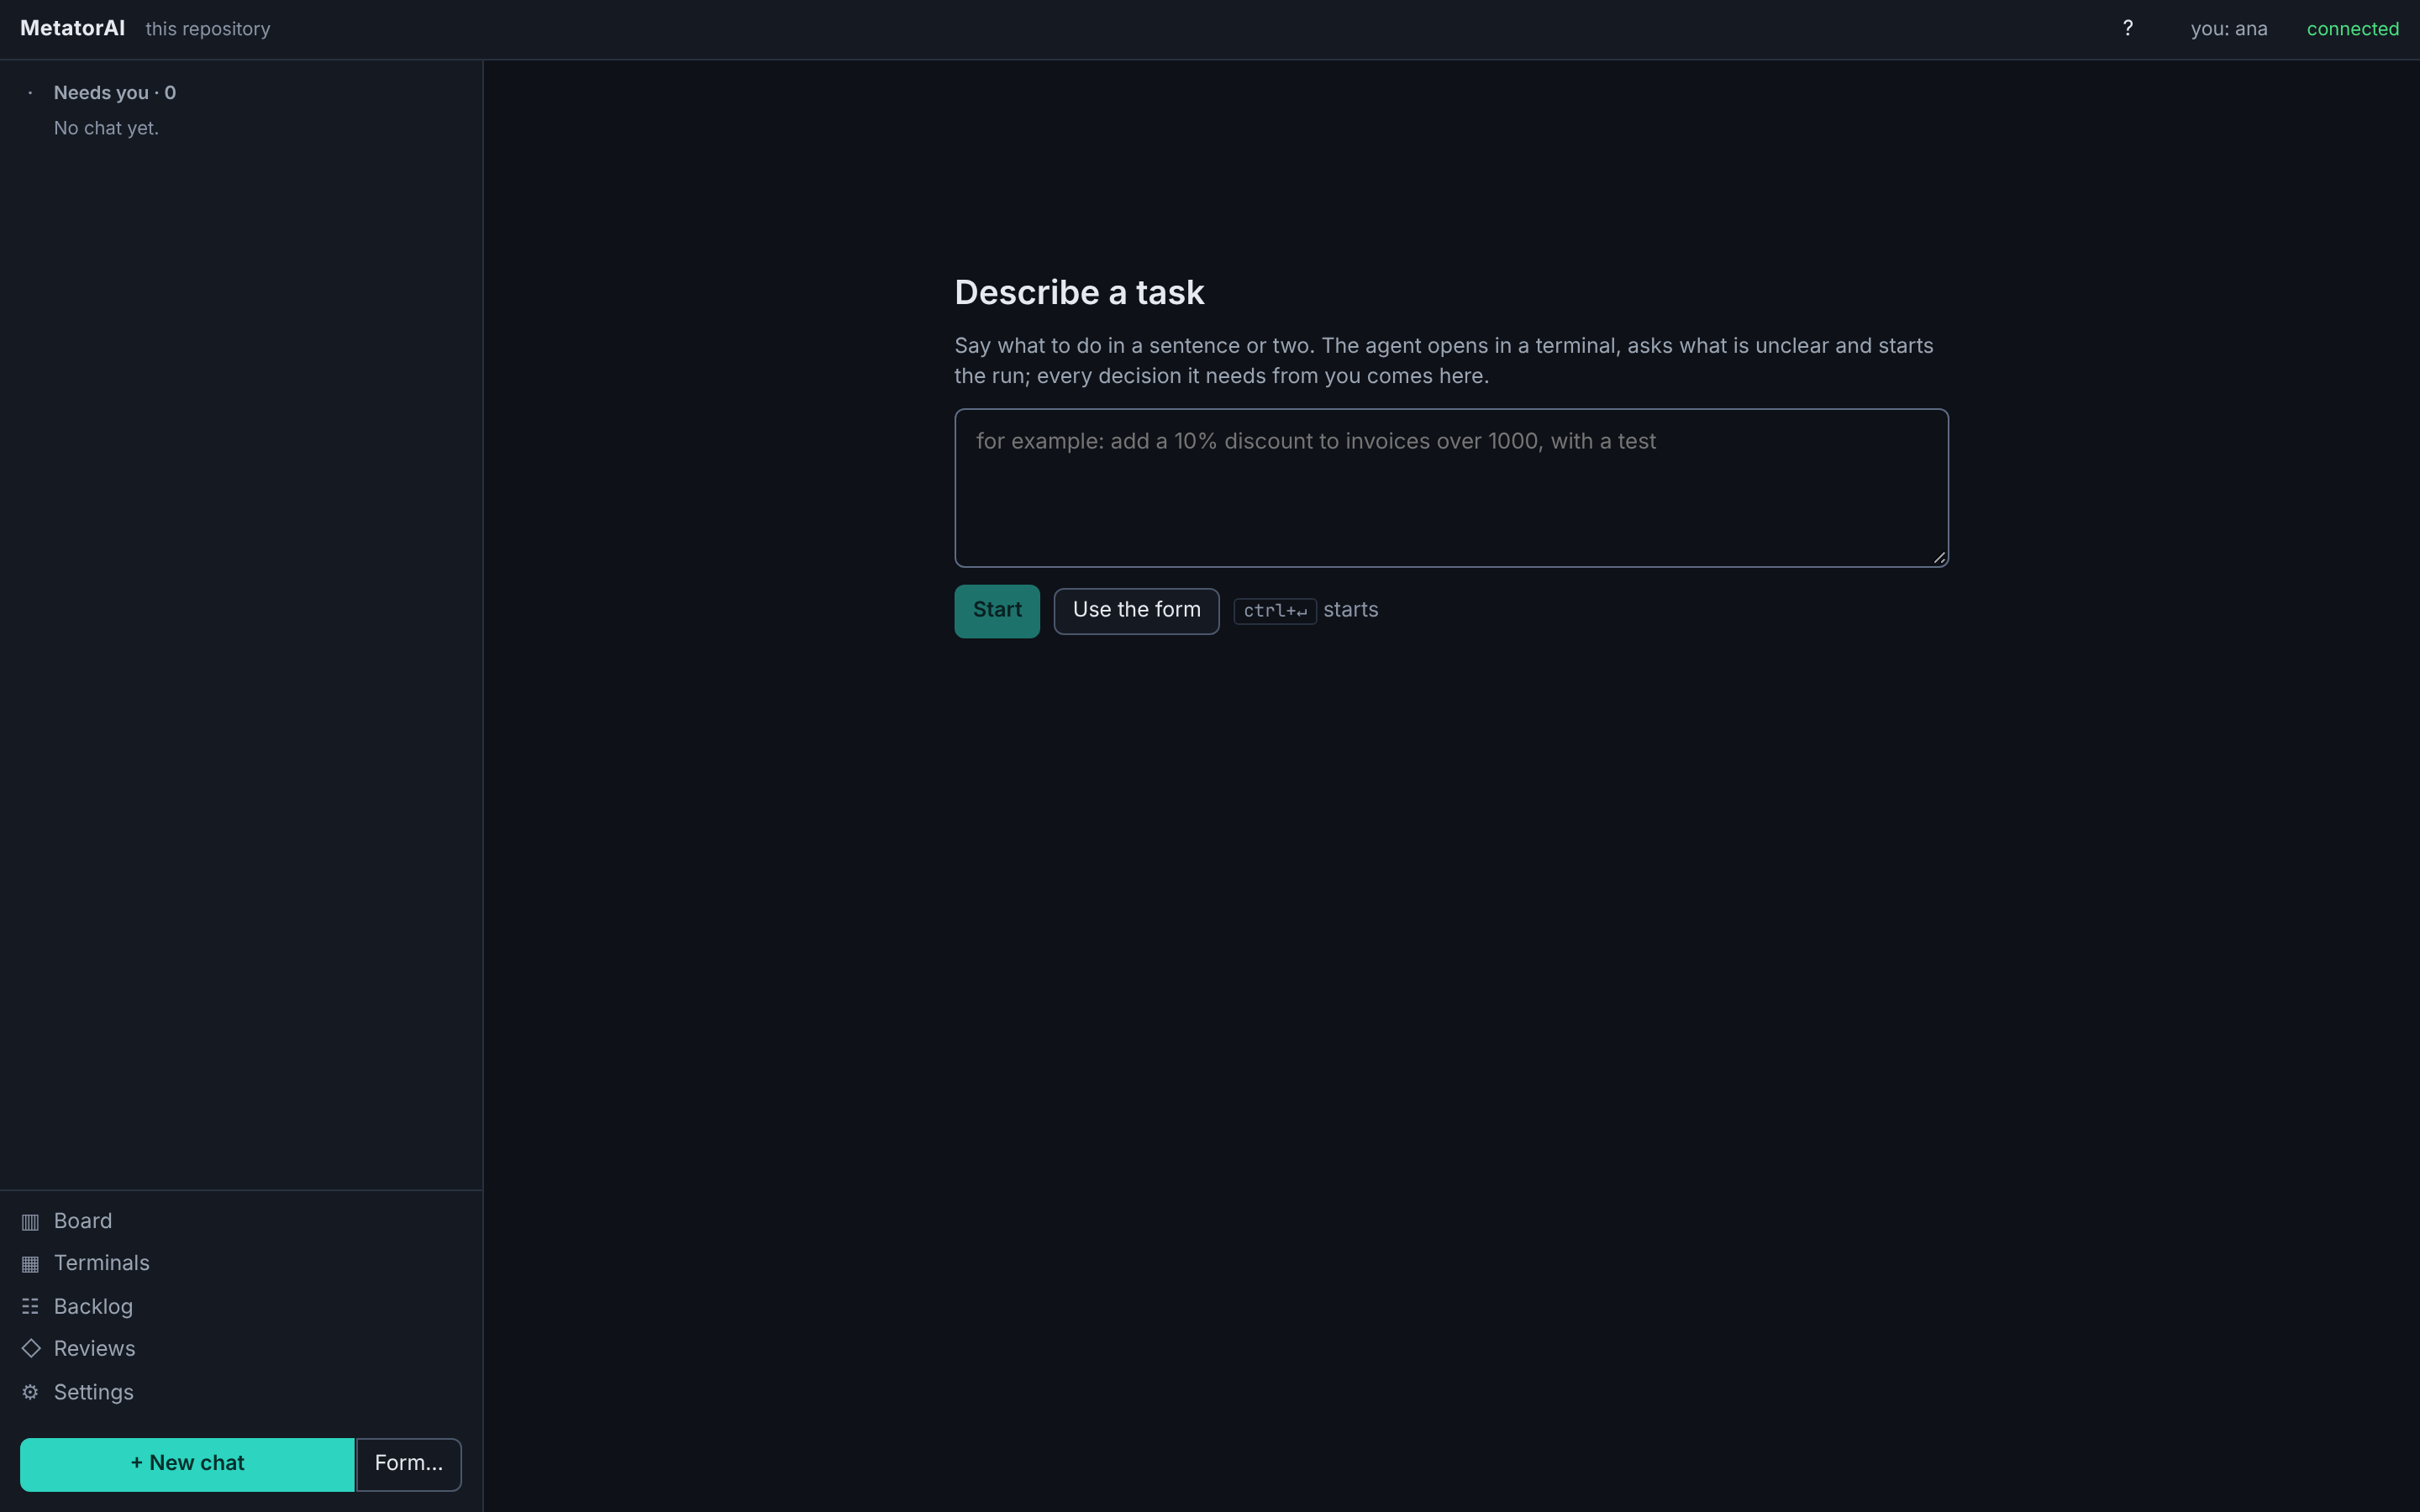 MetatorAI this repository ? you: ana connected
· Needs you · 0
No chat yet.
Describe a task
Say what to do in a sentence or two. The agent opens in a terminal, asks what is unclear and starts
the run; every decision it needs from you comes here.
for example: add a 10% discount to invoices over 1000, with a test
Start Use the form ctrl+↵ starts
Board
Terminals
Backlog
Reviews
Settings
+ New chat Form...